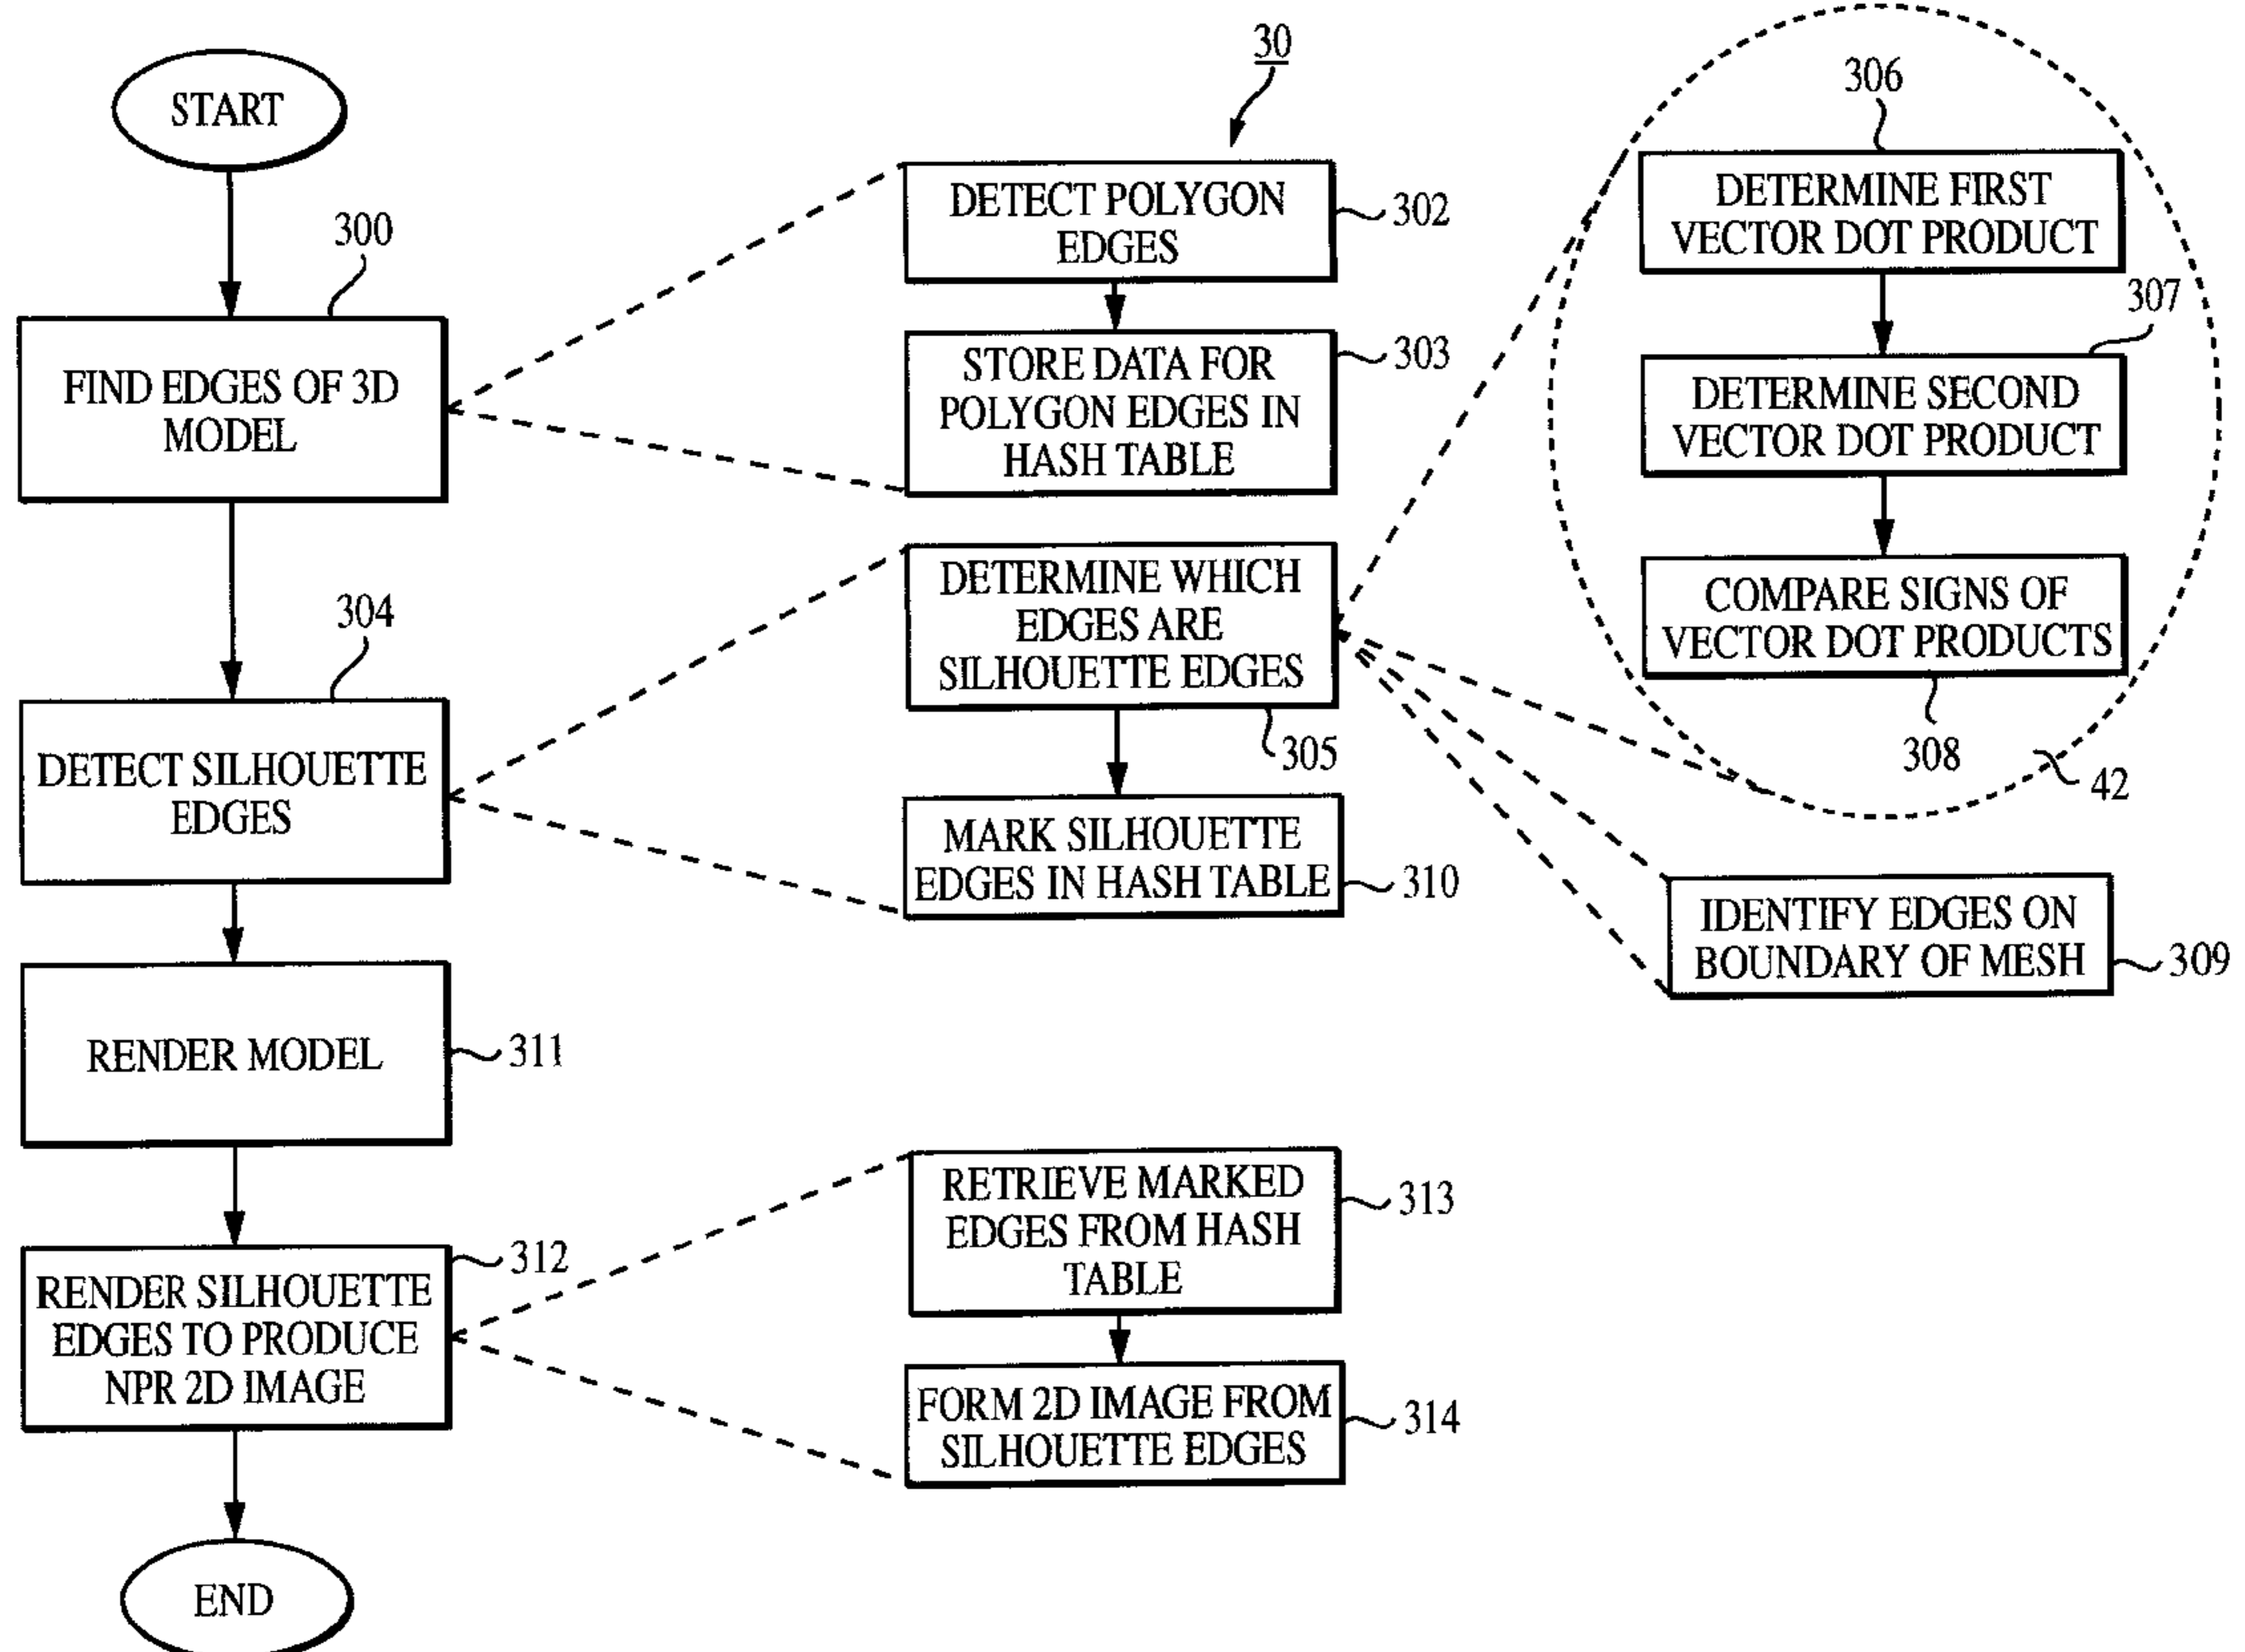 START
300
FIND EDGES OF 3D
MODEL
304
DETECT SILHOUETTE
EDGES
RENDER MODEL
311
312
RENDER SILHOUETTE
EDGES TO PRODUCE
NPR 2D IMAGE
END
30
DETECT POLYGON
EDGES
302
STORE DATA FOR
POLYGON EDGES IN
HASH TABLE
303
DETERMINE WHICH
EDGES ARE
SILHOUETTE EDGES
305
MARK SILHOUETTE
EDGES IN HASH TABLE
310
RETRIEVE MARKED
EDGES FROM HASH
TABLE
313
FORM 2D IMAGE FROM
SILHOUETTE EDGES
314
306
DETERMINE FIRST
VECTOR DOT PRODUCT
307
DETERMINE SECOND
VECTOR DOT PRODUCT
COMPARE SIGNS OF
VECTOR DOT PRODUCTS
308
42
IDENTIFY EDGES ON
BOUNDARY OF MESH
309